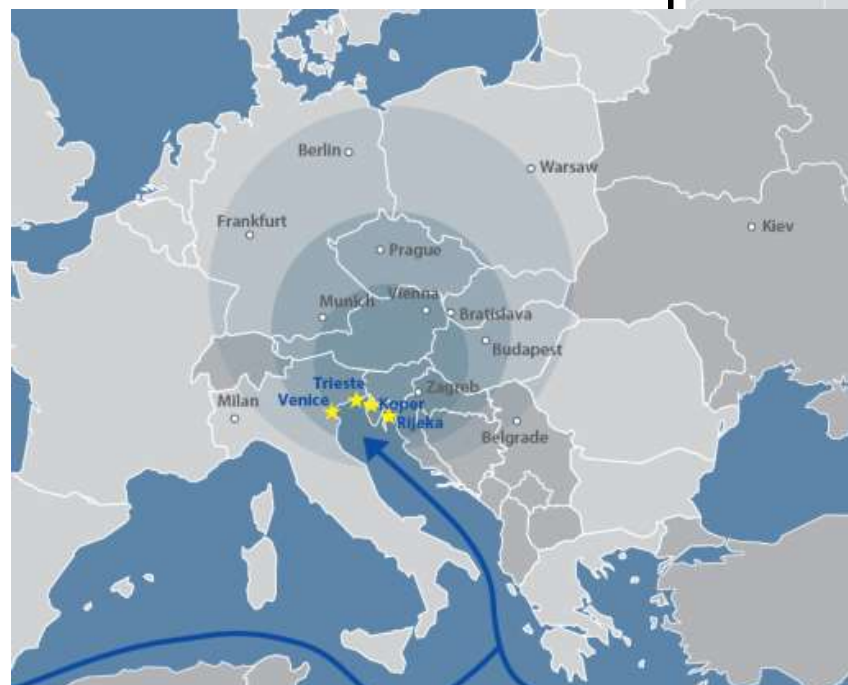 Berlin
Warsaw
Frankfurt
Kiev
Prague
Munich
Vienna
Bratislava
Budapest
Trieste
Zagreb
Venice
Koper
Milan
Rijeka
Belgrade